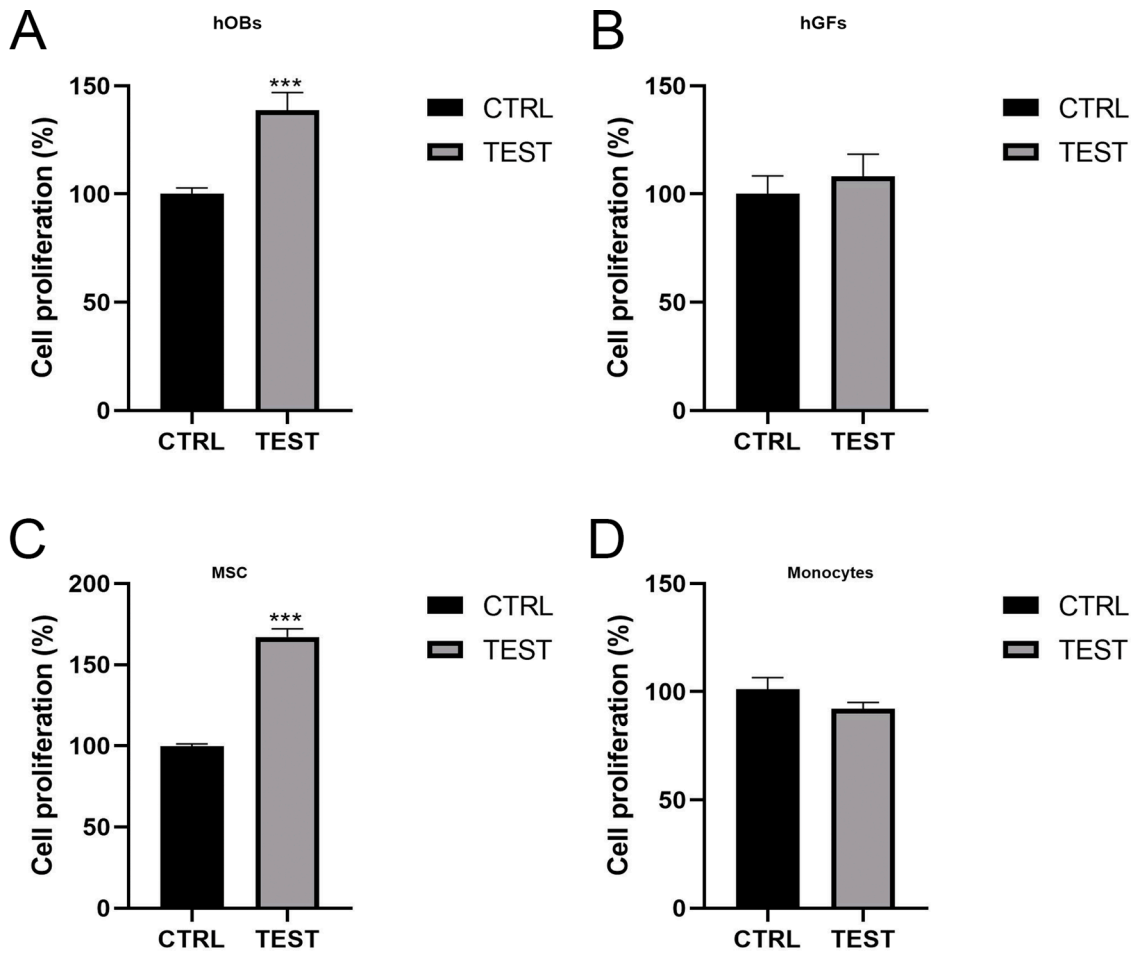 A
hOBs
***
150
100
50
0
Cell proliferation (%)
CTRL
TEST
CTRL
TEST
B
hGFs
150
100
50
0
Cell proliferation (%)
CTRL
TEST
CTRL
TEST
C
MSC
***
200
150
100
50
0
Cell proliferation (%)
CTRL
TEST
CTRL
TEST
D
Monocytes
150
100
50
0
Cell proliferation (%)
CTRL
TEST
CTRL
TEST